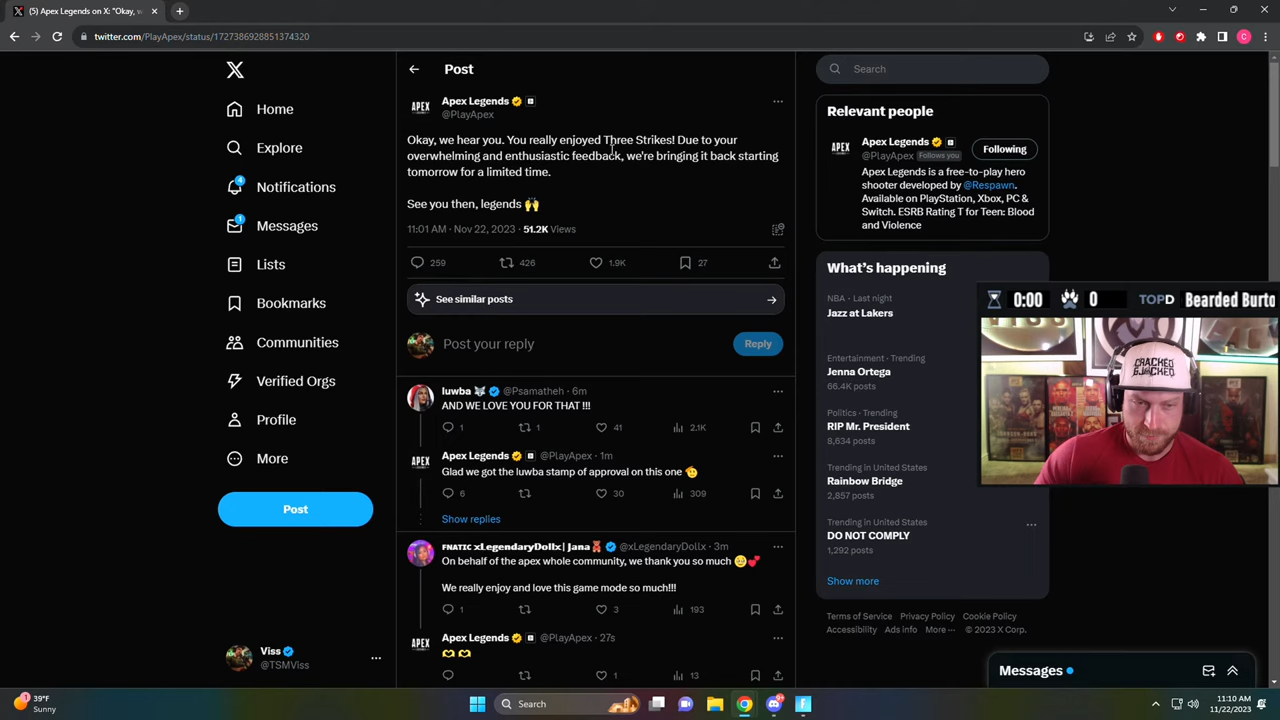 (5) Apex Legends on X: "Okay, w
twitter.com/PlayApex/status/1727386928851374320
C
X
Home
Explore
4
Notifications
1
Messages
Lists
Bookmarks
Communities
Verified Orgs
Profile
More
Post
Viss
@TSMViss
Post
APEX
Apex Legends
@PlayApex
Okay, we hear you. You really enjoyed Three Strikes! Due to your
overwhelming and enthusiastic feedback, we're bringing it back starting
tomorrow for a limited time.
See you then, legends 🙌
11:01 AM · Nov 22, 2023 · 51.2K Views
259 426 1.9K 27
See similar posts
Post your reply
Reply
luwba 🐺 @Psamatheh · 6m
AND WE LOVE YOU FOR THAT !!!
1 1 41 2.1K
APEX
Apex Legends @PlayApex · 1m
Glad we got the luwba stamp of approval on this one 🫡
6 30 309
Show replies
FNATIC xLegendaryDollx| Jana🧸 @xLegendaryDollx · 3m
On behalf of the apex whole community, we thank you so much 🥹💕
We really enjoy and love this game mode so much!!!
1 3 193
APEX
Apex Legends @PlayApex · 27s
🫶 🫶
1 13
Search
Relevant people
APEX
Apex Legends
@PlayApex Follows you
Following
Apex Legends is a free-to-play hero
shooter developed by @Respawn.
Available on PlayStation, Xbox, PC &
Switch. ESRB Rating T for Teen: Blood
and Violence
What's happening
NBA · Last night
Jazz at Lakers
Entertainment · Trending
Jenna Ortega
66.4K posts
Politics · Trending
RIP Mr. President
8,634 posts
Trending in United States
Rainbow Bridge
2,857 posts
Trending in United States
DO NOT COMPLY
1,292 posts
Show more
Terms of Service Privacy Policy Cookie Policy
Accessibility Ads info More ··· © 2023 X Corp.
0:00 0 TOPD Bearded Burto
CRACKED
& JACKED
Messages
1
39°F
Sunny
Search
11:10 AM
11/22/2023